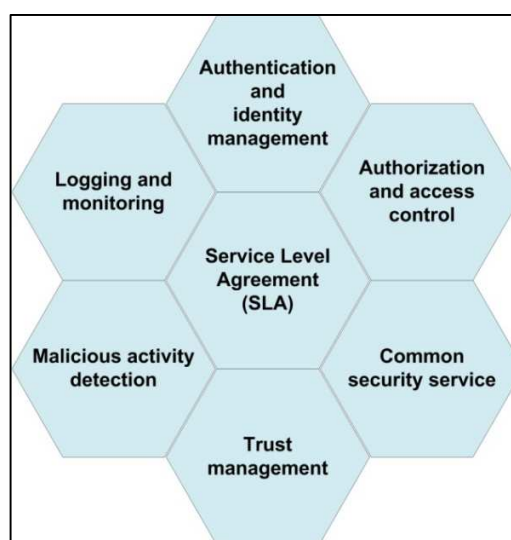 Authentication
and
identity
management
Logging and
monitoring
Authorization
and access
control
Service Level
Agreement
(SLA)
Malicious activity
detection
Common
security service
Trust
management